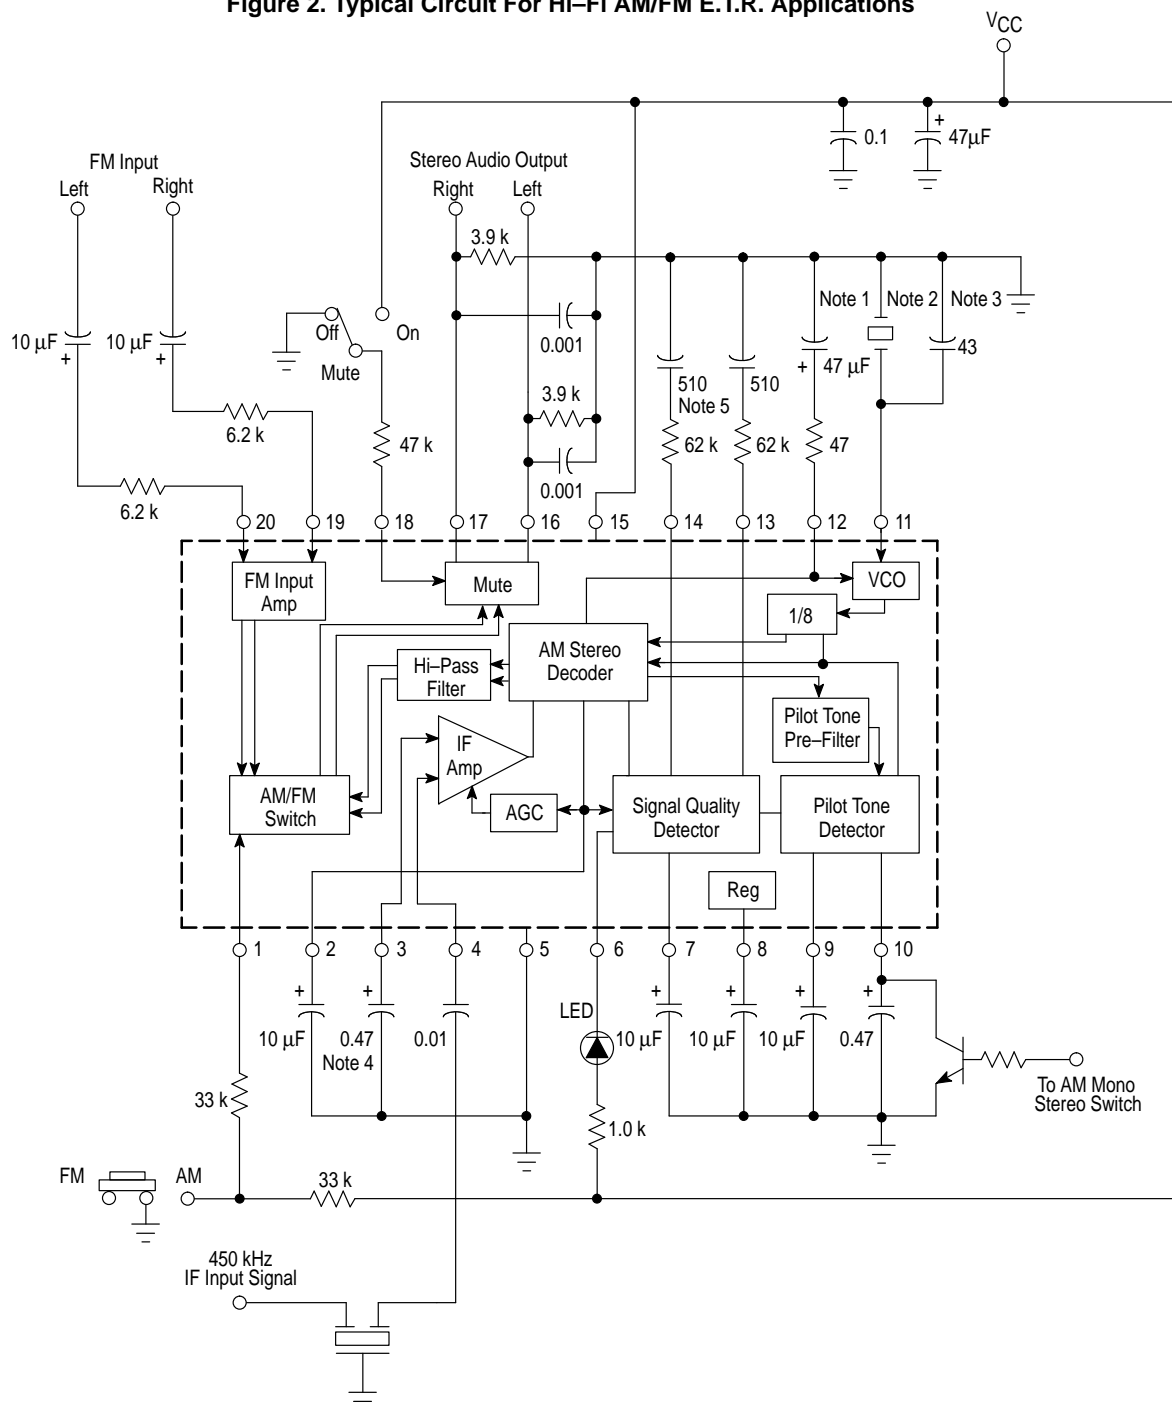 Figure 2. Typical Circuit For Hi–Fi AM/FM E.T.R. Applications
VCC
0.1
+
47µF
FM Input
Left
Right
Stereo Audio Output
Right
Left
3.9 k
Note 1
Note 2
Note 3
10 µF
+
10 µF
+
Off
On
Mute
0.001
43
+ 47 µF
510
Note 5
510
3.9 k
6.2 k
47 k
62 k
62 k
47
0.001
6.2 k
20
19
18
17
16
15
14
13
12
11
FM Input
Amp
Mute
VCO
1/8
AM Stereo
Decoder
Hi–Pass
Filter
Pilot Tone
Pre–Filter
IF
Amp
AM/FM
Switch
AGC
Signal Quality
Detector
Pilot Tone
Detector
Reg
1
2
3
4
5
6
7
8
9
10
+
10 µF
+
0.47
Note 4
0.01
LED
+
10 µF
+
10 µF
+
10 µF
+
0.47
To AM Mono
Stereo Switch
33 k
1.0 k
FM
AM
33 k
450 kHz
IF Input Signal